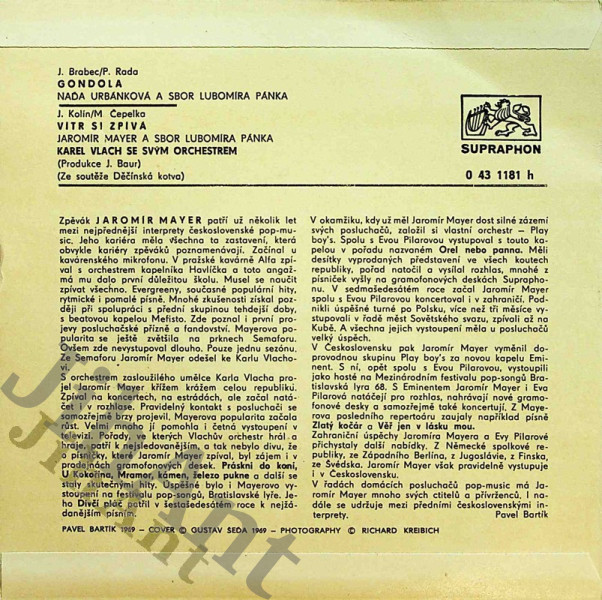 J. Brabec/P. Rada
GONDOLA
NAĎA URBÁNKOVÁ A SBOR LUBOMÍRA PÁNKA
J. Kolín/M Čepelka
VÍTR SI ZPÍVÁ
JAROMÍR MAYER A SBOR LUBOMÍRA PÁNKA
KAREL VLACH SE SVÝM ORCHESTREM
(Produkce J. Baur)
(Ze soutěže Děčínská kotva)
SUPRAPHON
0 43 1181 h
Zpěvák JAROMÍR MAYER patří už několik let
mezi nejpřednější interprety československé pop-mu-
sic. Jeho kariéra měla všechna ta zastavení, která
obvykle kariéry zpěváků poznamenávají. Začínal u
kavárenského mikrofonu. V pražské kavárně Alfa zpí-
val s orchestrem kapelníka Havlíčka a toto angaž-
má mu dalo první důležitou školu. Musel se naučit
zpívat všechno. Evergreeny, současné populární hity,
rytmické i pomalé písně. Mnohé zkušenosti získal poz-
ději při spolupráci s přední skupinou tehdejší doby,
s beatovou kapelou Mefisto. Zde poznal i první pro-
jevy posluchačské přízně a fandovství. Mayerova po-
pularita se ještě zvětšila na prknech Semaforu.
Ovšem zde nevystupoval dlouho. Pouze jednu sezónu.
Ze Semaforu Jaromír Mayer odešel ke Karlu Vlacho-
vi.
S orchestrem zasloužilého umělce Karla Vlacha pro-
jel Jaromír Mayer křížem krážem celou republiku.
Zpíval na koncertech, na estrádách, ale začal natá-
čet i v rozhlase. Pravidelný kontakt s posluchači se
samozřejmě brzy projevil. Mayerova popularita začala
růst. Velmi mnoho jí pomohla i četná vystoupení v
televizi. Pořady, ve kterých Vlachův orchestr hrál a
hraje, patří k nejsledovanějším, a tak nebylo divu, že
o písničky, které Jaromír Mayer zpíval, byl zájem i v
prodejnách gramofonových desek. Práskni do koní,
U Kokořína, Mramor, kámen, železo pukne a další se
staly skutečnými hity. Úspěšné bylo i Mayerovo vy-
stoupení na festivalu pop-songů, Bratislavské lyře. Je-
ho Dívčí pláč patřil v šestašedesátém roce k nejžá-
danějším písním.
V okamžiku, kdy už měl Jaromír Mayer dost silné zázemí
svých posluchačů, založil si vlastní orchestr – Play
boy's. Spolu s Evou Pilarovou vystupoval s touto ka-
pelou v pořadu nazvaném Orel nebo panna. Měli
desítky vyprodaných představení ve všech koutech
republiky, pořad natočil a vysílal rozhlas, mnohé z
písniček vyšly na gramofonových deskách Supropho-
nu. V sedmašedesátém roce začal Jaromír Mayer
spolu s Evou Pilarovou koncertoval i v zahraničí. Pod-
nikli úspěšné turné po Polsku, více než tři měsíce vy-
stupovali v řadě měst Sovětského svazu, zpívali až na
Kubě. A všechna jejich vystoupení měla u posluchačů
velký úspěch.
V Československu pak Jaromír Mayer vyměnil do-
provodnou skupinu Play boy's za novou kapelu Emi-
nent. S ní, opět spolu s Evou Pilarovou, vystoupili
jako hosté na Mezinárodním festivalu pop-songů Bra-
tislavská lyra 68. S Eminentem Jaromír Mayer i Eva
Pilarová natáčejí pro rozhlas, nahrávají nové gramo-
fonové desky a samozřejmě také koncertují. Z Maye-
rova posledního repertoáru zaujaly například písně
Zlatý kočár a Věř jen v lásku mou.
Zahraniční úspěchy Jaromíra Mayera a Evy Pilarové
přichystaly další nabídky. Z Německé spolkové re-
publiky, ze Západního Berlína, z Jugoslávie, z Finska,
ze Švédska. Jaromír Mayer však pravidelně vystupuje
i v Československu.
V řadách domácích posluchačů pop-music má Ja-
romír Mayer mnoho svých ctitelů a přívrženců. I na-
dále se udržuje mezi předními československými in-
terprety.
Pavel Bartík
PAVEL BARTÍK 1969 – COVER © GUSTAV ŠEDA 1969 – PHOTOGRAPHY © RICHARD KREIBICH